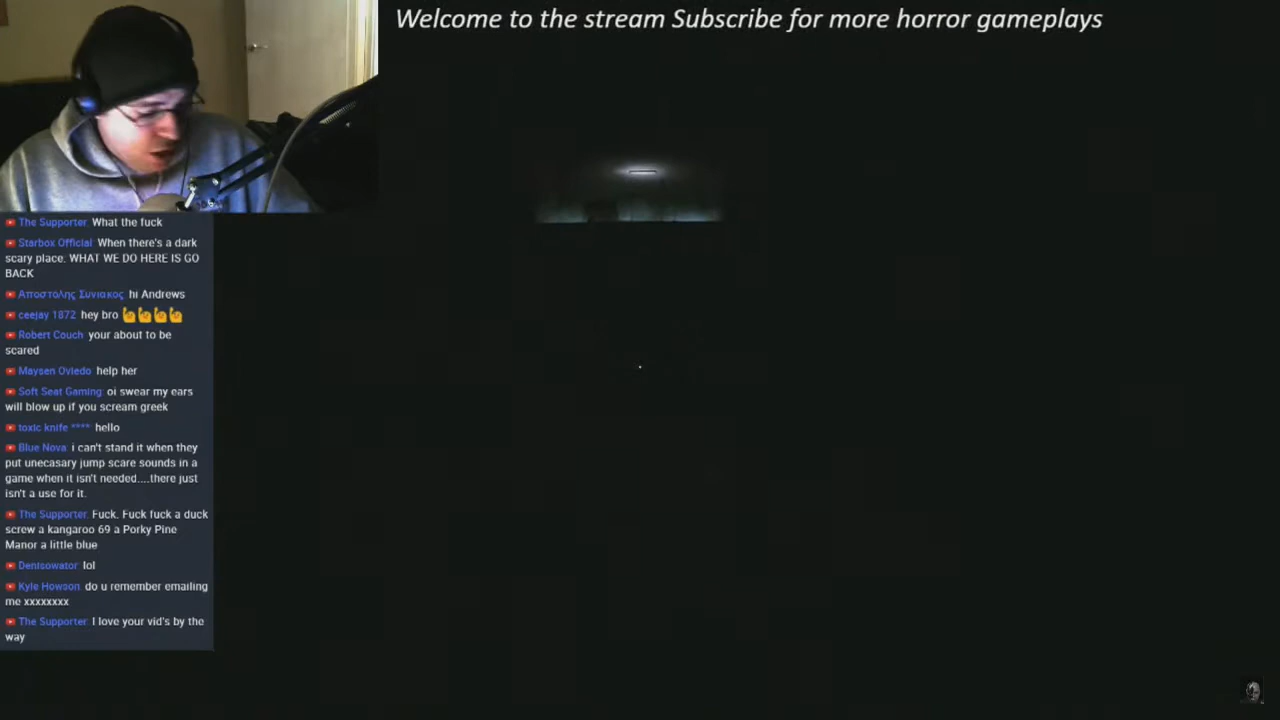 Welcome to the stream Subscribe for more horror gameplays
The Supporter: What the fuck
Starbox Official: When there's a dark
scary place. WHAT WE DO HERE IS GO
BACK
Αποστόλης Συνιακος: hi Andrews
ceejay 1872: hey bro 💪💪💪💪
Robert Couch: your about to be
scared
Maysen Oviedo: help her
Soft Seat Gaming: oi swear my ears
will blow up if you scream greek
toxic knife ****: hello
Blue Nova: i can't stand it when they
put unecasary jump scare sounds in a
game when it isn't needed....there just
isn't a use for it.
The Supporter: Fuck. Fuck fuck a duck
screw a kangaroo 69 a Porky Pine
Manor a little blue
Denisowator: lol
Kyle Howson: do u remember emailing
me xxxxxxxx
The Supporter: I love your vid's by the
way